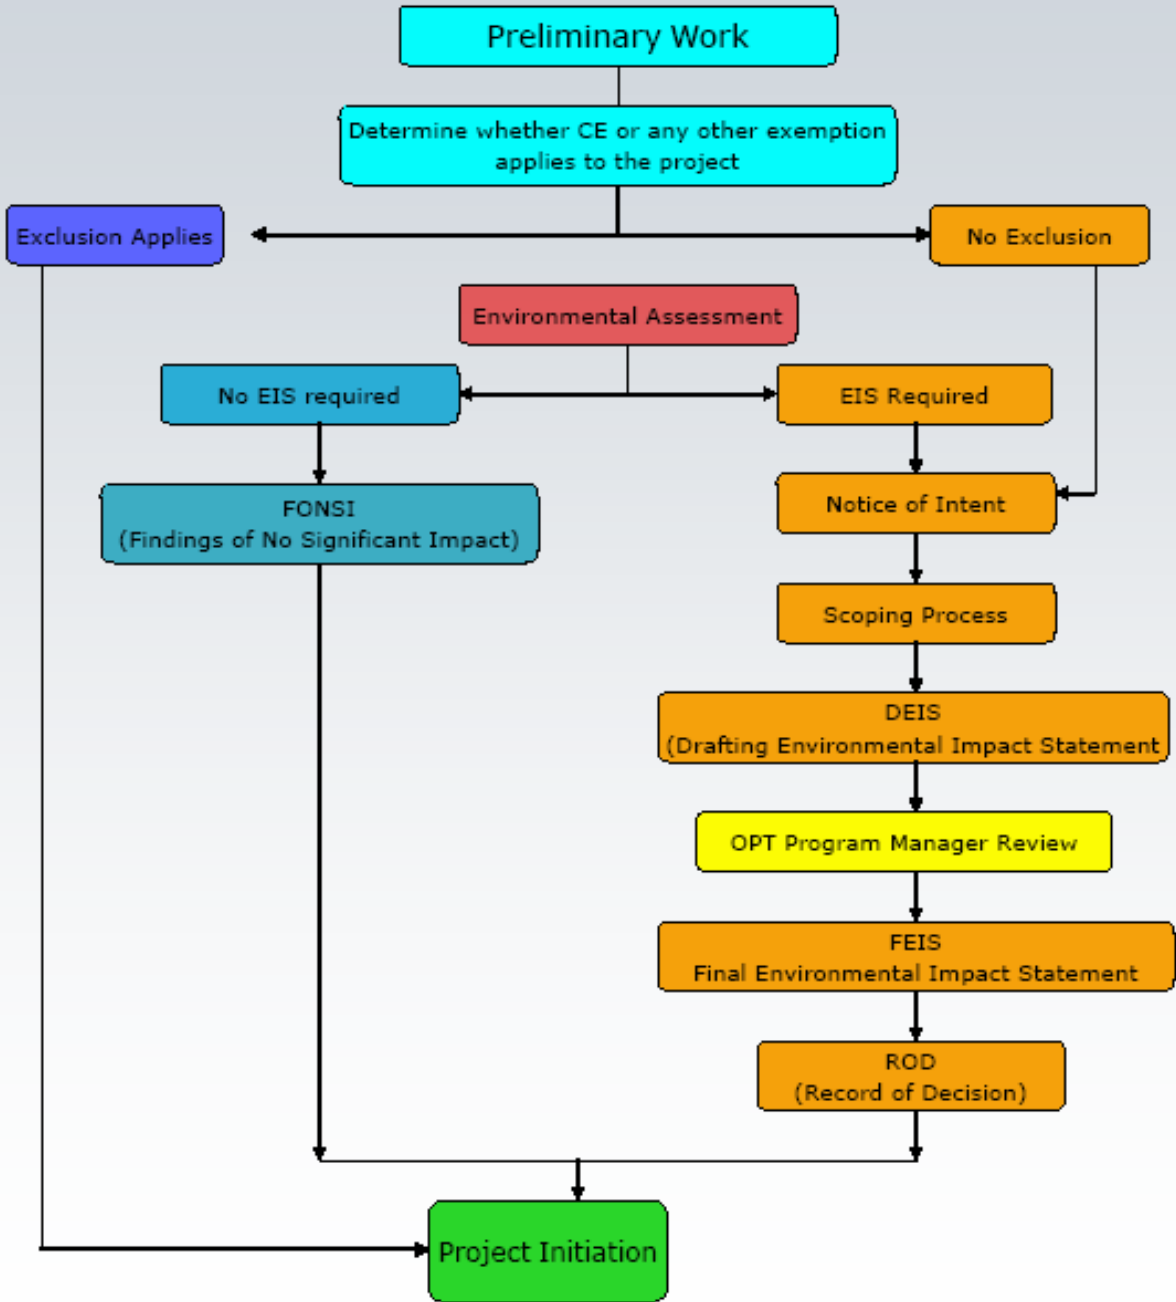 Preliminary Work
Determine whether CE or any other exemption
applies to the project
Exclusion Applies
No Exclusion
Environmental Assessment
No EIS required
EIS Required
FONSI
(Findings of No Significant Impact)
Notice of Intent
Scoping Process
DEIS
(Drafting Environmental Impact Statement
OPT Program Manager Review
FEIS
Final Environmental Impact Statement
ROD
(Record of Decision)
Project Initiation